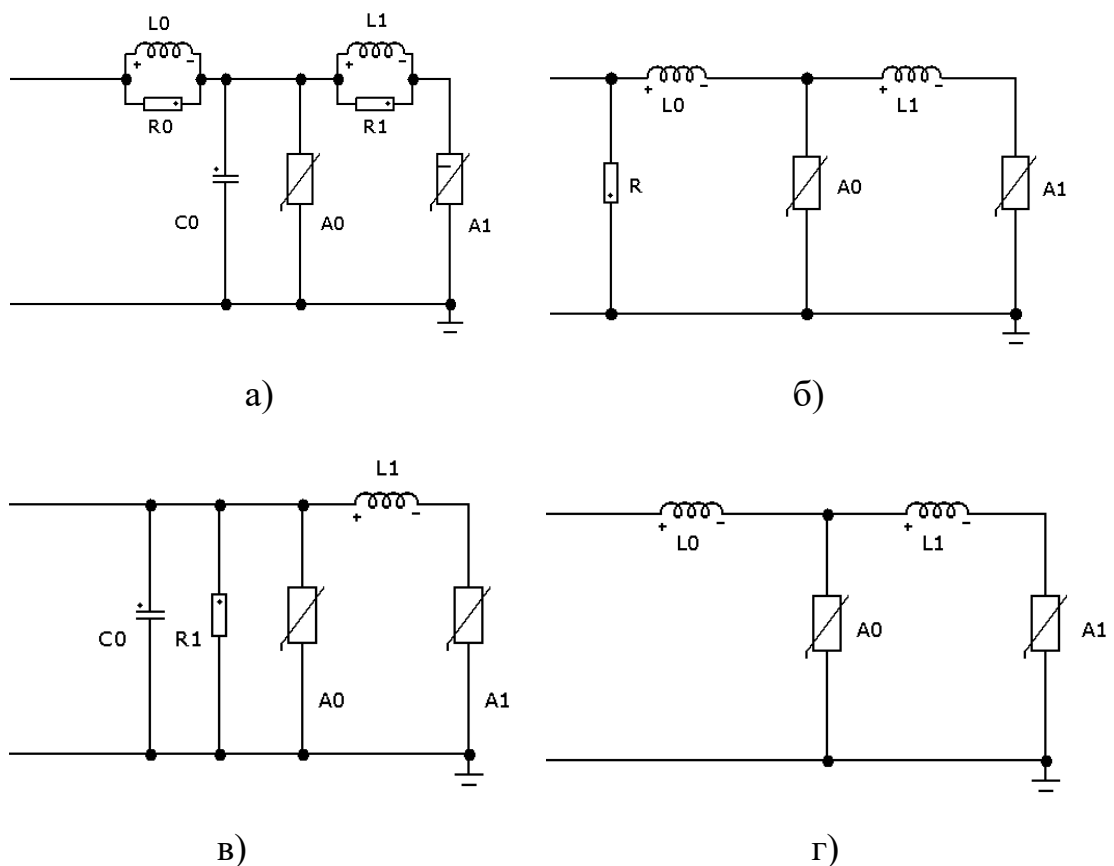 L0
L1
R0
R1
C0
A0
A1
+
-
+
-
а)
L0
L1
+
-
+
-
R
A0
A1
б)
L1
+
-
C0
R1
A0
A1
в)
L0
L1
+
-
+
-
A0
A1
г)